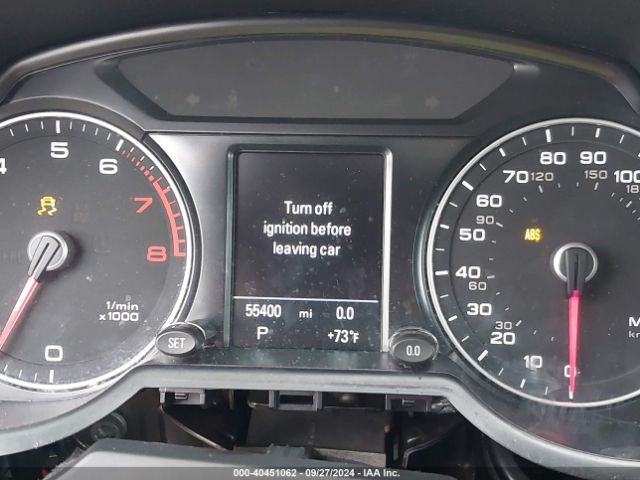 4 5 6 7 8
1/min
x1000
0
SET
Turn off
ignition before
leaving car
55400 mi 0.0
P +73°F
0.0
ABS
0 10 20 30 40 50 60 70 80 90 100
30 60 90 120 150
000-40451062 - 09/27/2024 - IAA Inc.